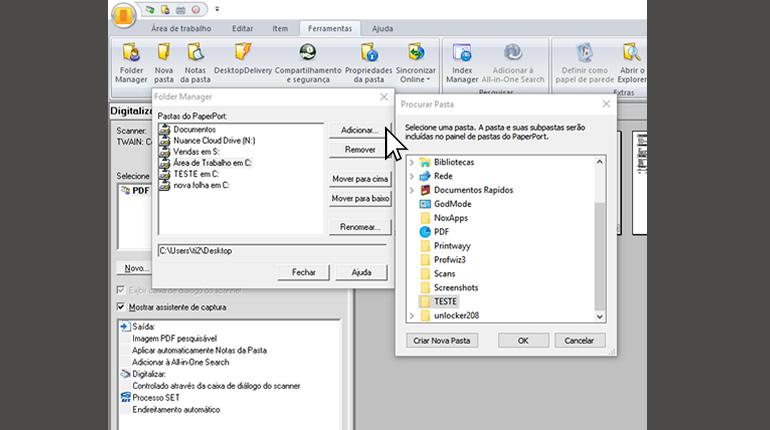 Área de trabalho Editar Item Ferramentas Ajuda
Folder Manager
Nova pasta
Notas da pasta
DesktopDelivery
Compartilhamento e segurança
Propriedades da pasta
Sincronizar Online
Index Manager
Adicionar à All-in-One Search
Definir como papel de parede
Abrir o Explorer
Pesquisar
Extras
Digitaliz
Scanner:
TWAIN: Co
Selecione
PDF
Novo...
Exibir caixa de diálogo do scanner
Mostrar assistente de captura
Saída:
Imagem PDF pesquisável
Aplicar automaticamente Notas da Pasta
Adicionar à All-in-One Search
Digitalizar:
Controlado através da caixa de diálogo do scanner
Processo SET
Endireitamento automático
Folder Manager
Pastas do PaperPort:
Documentos
Nuance Cloud Drive (N:)
Vendas em S:
Área de Trabalho em C:
TESTE em C:
nova folha em C:
Adicionar...
Remover
Mover para cima
Mover para baixo
Renomear...
C:\Users\ti2\Desktop
Fechar Ajuda
Procurar Pasta
Selecione uma pasta. A pasta e suas subpastas serão
incluídas no painel de pastas do PaperPort.
Bibliotecas
Rede
Documentos Rapidos
GodMode
NoxApps
PDF
Printwayy
Profwiz3
Scans
Screenshots
TESTE
unlocker208
Criar Nova Pasta OK Cancelar